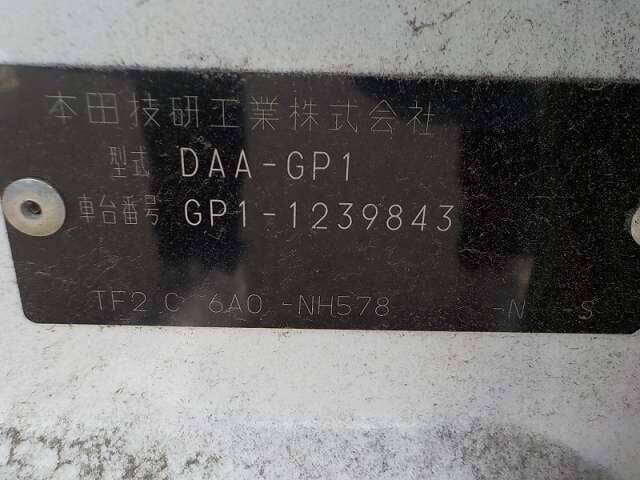 本田技研工業株式会社
型式 DAA-GP1
車台番号 GP1-1239843
TF2 C 6A0 -NH578 -N -S